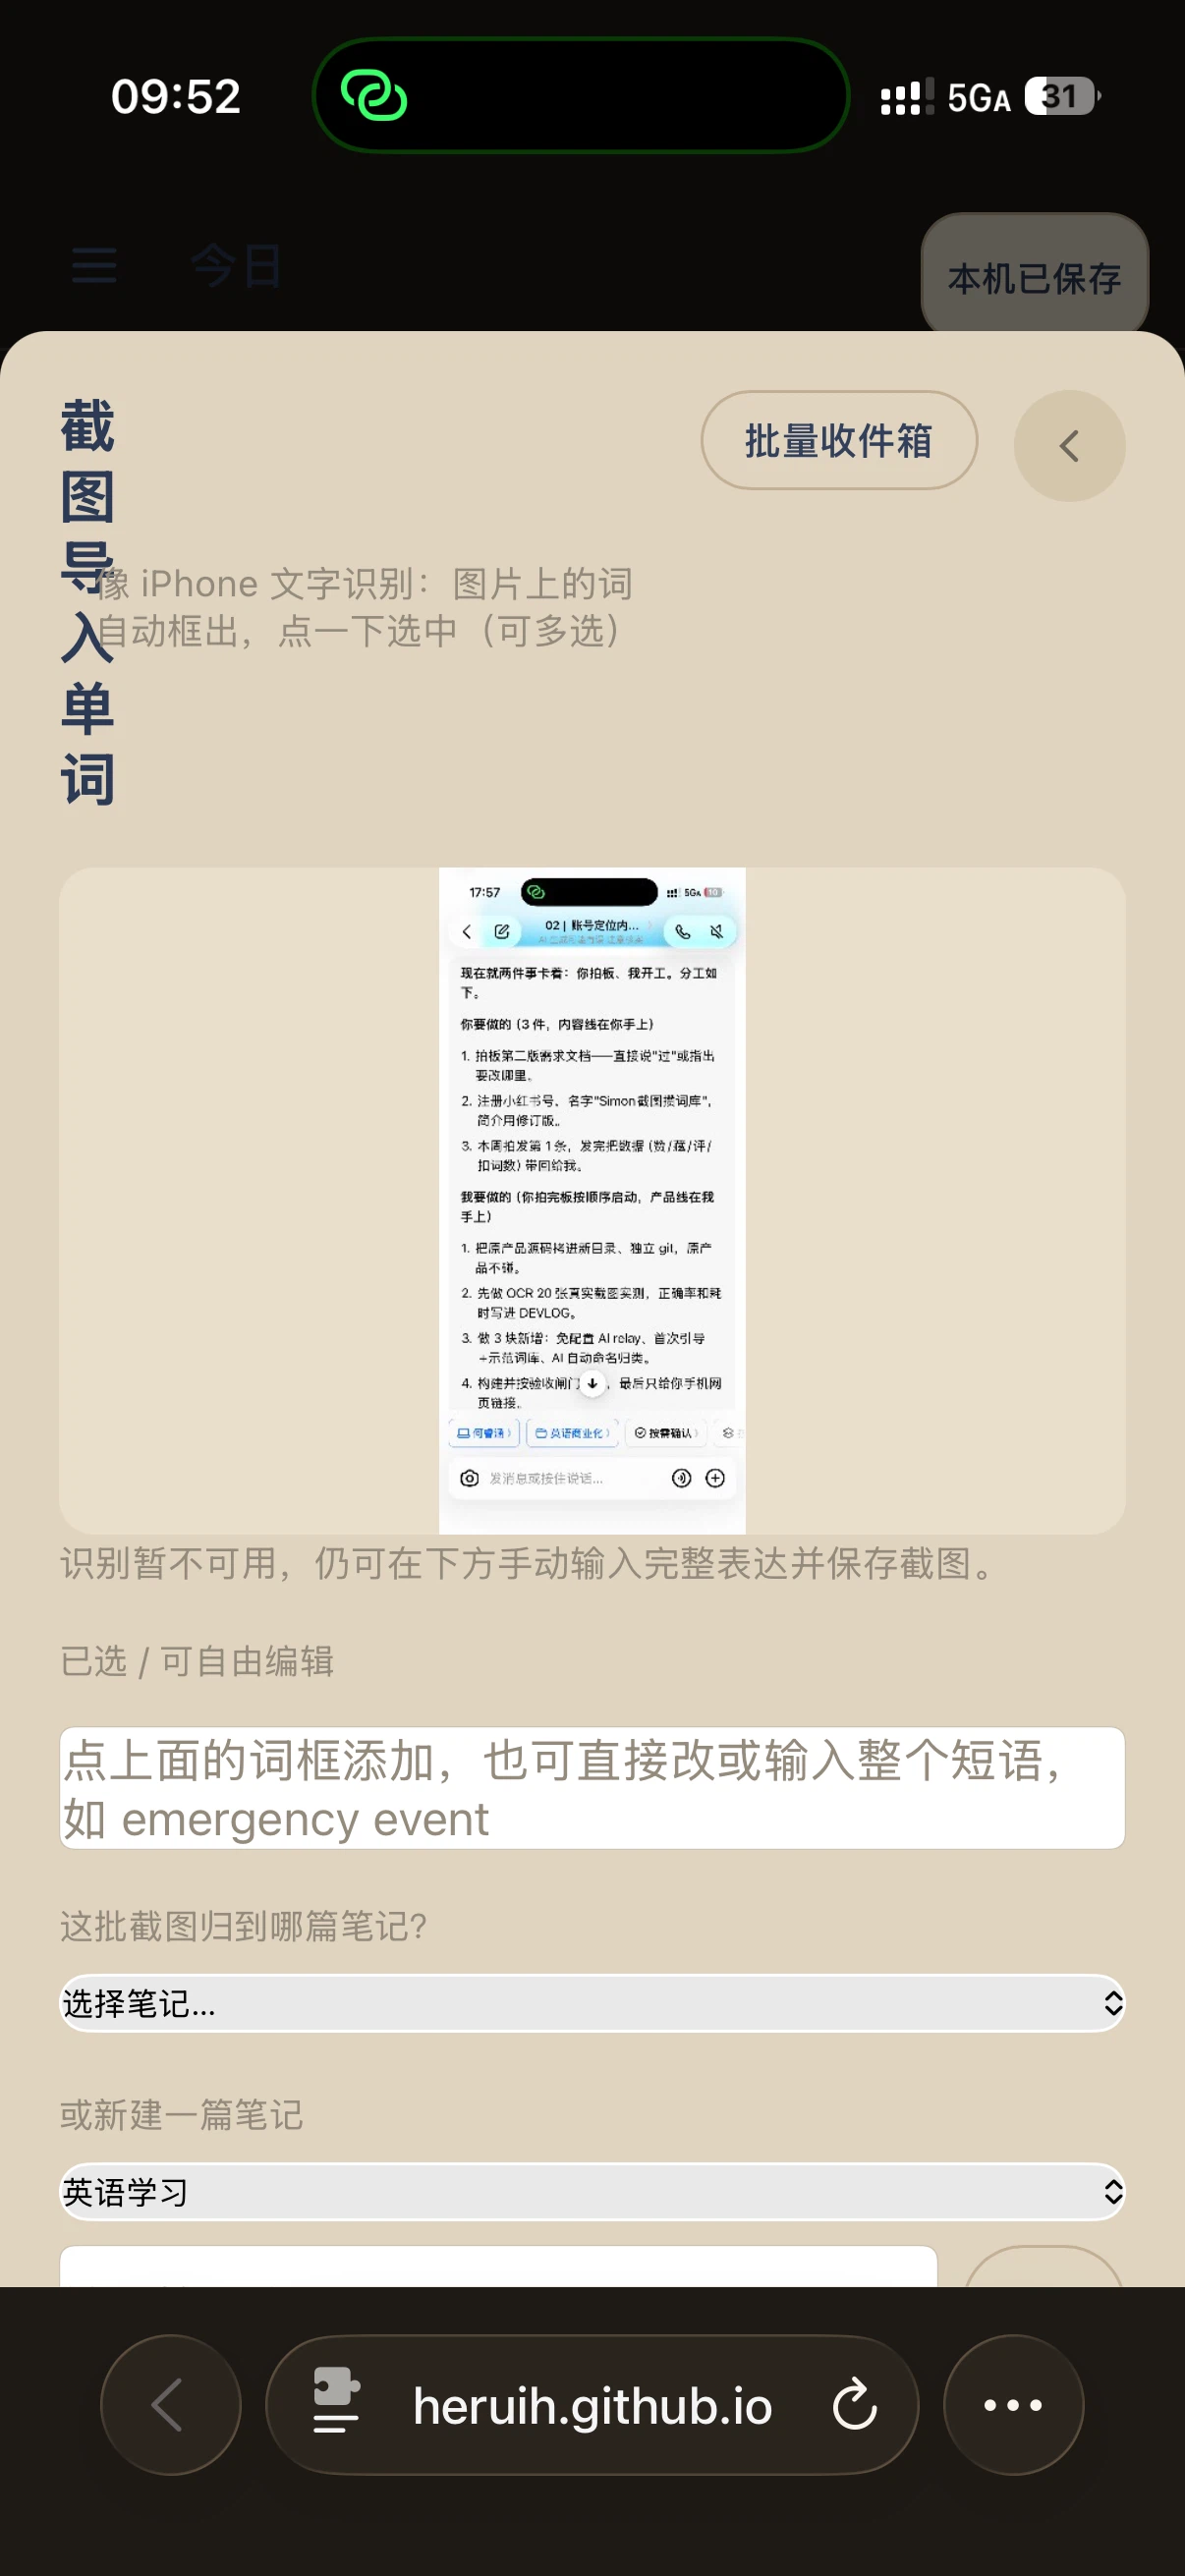 09:52
5GA 31
今日
本机已保存
截图导入单词
批量收件箱
像 iPhone 文字识别：图片上的词
自动框出，点一下选中（可多选）
17:57
5GA 10
02 | 账号定位内...
现在就两件事卡着：你拍板、我开工。分工如
下。
你要做的（3 件，内容线在你手上）
1. 拍板第二版需求文档——直接说"过"或指出
要改哪里。
2. 注册小红书号、名字"Simon截图攒词库"，
简介用修订版。
3. 本周拍发第 1 条，发完把数据（赞/藏/评/
扣词数）带回给我。
我要做的（你拍完板按顺序启动，产品线在我
手上）
1. 把原产品源码拷进新目录、独立 git，原产
品不碰。
2. 先做 OCR 20 张真实截图实测，正确率和耗
时写进 DEVLOG。
3. 做 3 块新增：免配置 AI relay、首次引导
+示范词库、AI 自动命名归类。
4. 构建并按验收闸门，最后只给你手机网
页链接。
何睿涵
英语商业化
按需确认
发消息或按住说话...
识别暂不可用，仍可在下方手动输入完整表达并保存截图。
已选 / 可自由编辑
点上面的词框添加，也可直接改或输入整个短语，
如 emergency event
这批截图归到哪篇笔记？
选择笔记...
或新建一篇笔记
英语学习
heruih.github.io